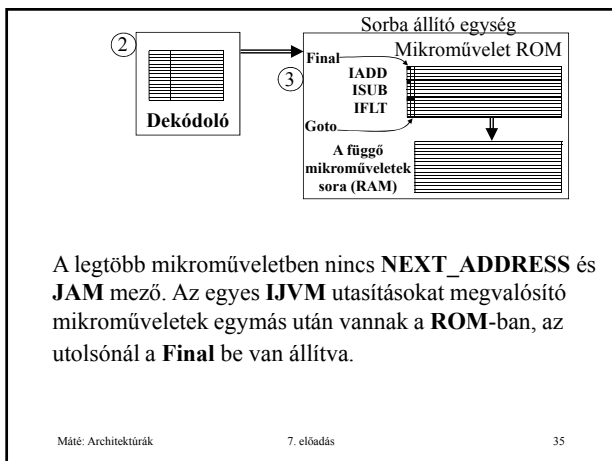 Sorba állító egység
2
Final
Mikroművelet ROM
3
IADD
ISUB
IFLT
Dekódoló
Goto
A függő
mikroműveletek
sora (RAM)
A legtöbb mikroműveletben nincs NEXT_ADDRESS és
JAM mező. Az egyes IJVM utasításokat megvalósító
mikroműveletek egymás után vannak a ROM-ban, az
utolsónál a Final be van állítva.
Máté: Architektúrák 7. előadás 35